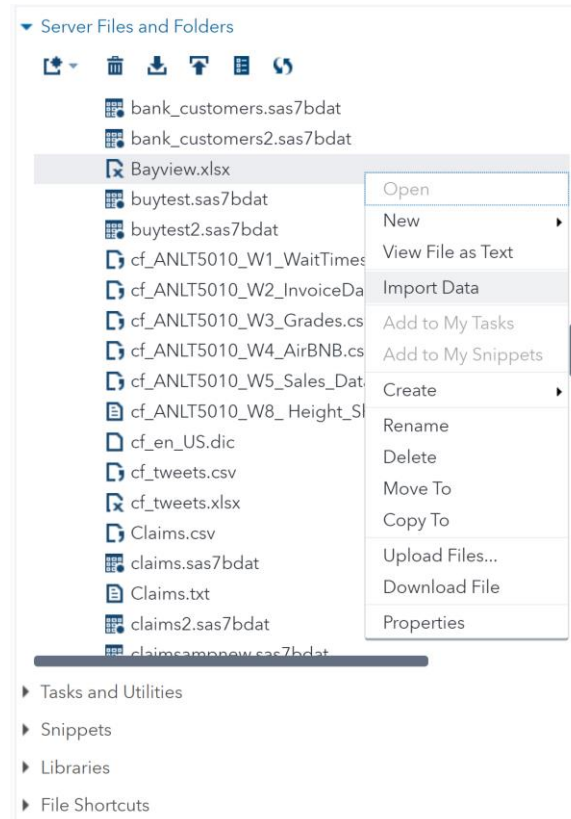 Server Files and Folders
bank_customers.sas7bdat
bank_customers2.sas7bdat
Bayview.xlsx
buytest.sas7bdat
buytest2.sas7bdat
cf_ANLT5010_W1_WaitTimes
cf_ANLT5010_W2_InvoiceDa
cf_ANLT5010_W3_Grades.cs
cf_ANLT5010_W4_AirBNB.cs
cf_ANLT5010_W5_Sales_Dat
cf_ANLT5010_W8_ Height_Sl
cf_en_US.dic
cf_tweets.csv
cf_tweets.xlsx
Claims.csv
claims.sas7bdat
Claims.txt
claims2.sas7bdat
claimsampnew.sas7bdat
Open
New
View File as Text
Import Data
Add to My Tasks
Add to My Snippets
Create
Rename
Delete
Move To
Copy To
Upload Files...
Download File
Properties
Tasks and Utilities
Snippets
Libraries
File Shortcuts